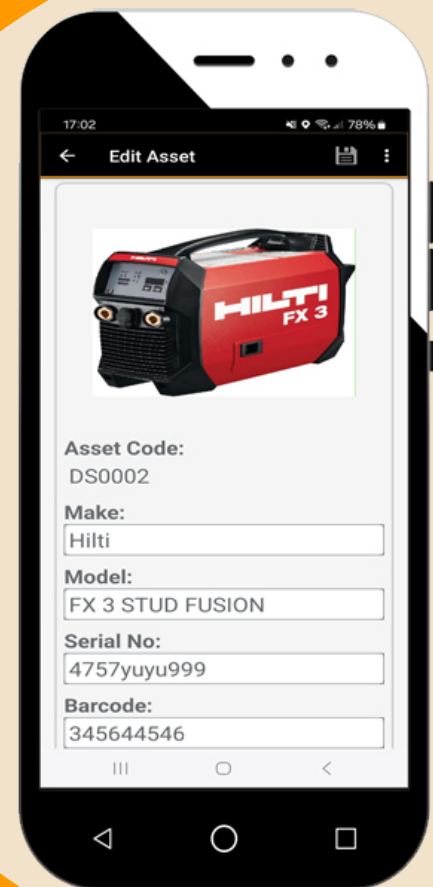 17:02 78%
Edit Asset
HILTI
FX 3
Asset Code:
DS0002
Make:
Hilti
Model:
FX 3 STUD FUSION
Serial No:
4757yuyu999
Barcode:
345644546